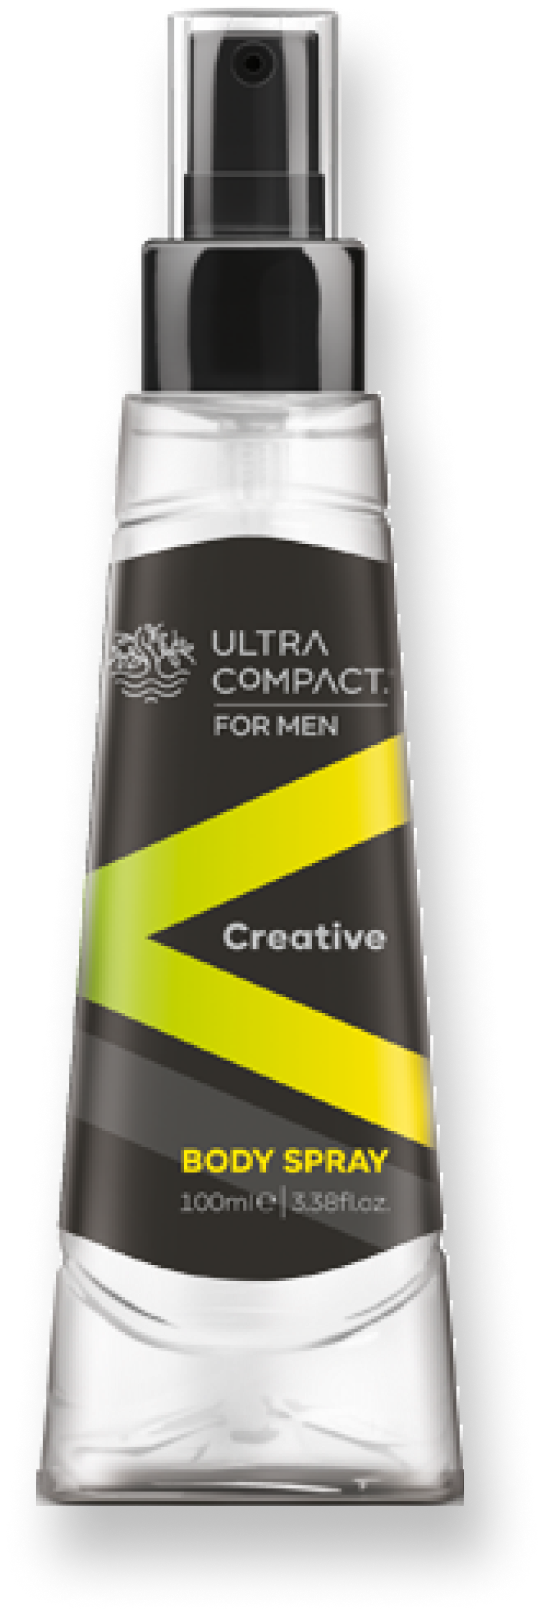 ULTRA
COMPACT.
FOR MEN
Creative
BODY SPRAY
100ml℮|3.38fl.oz.